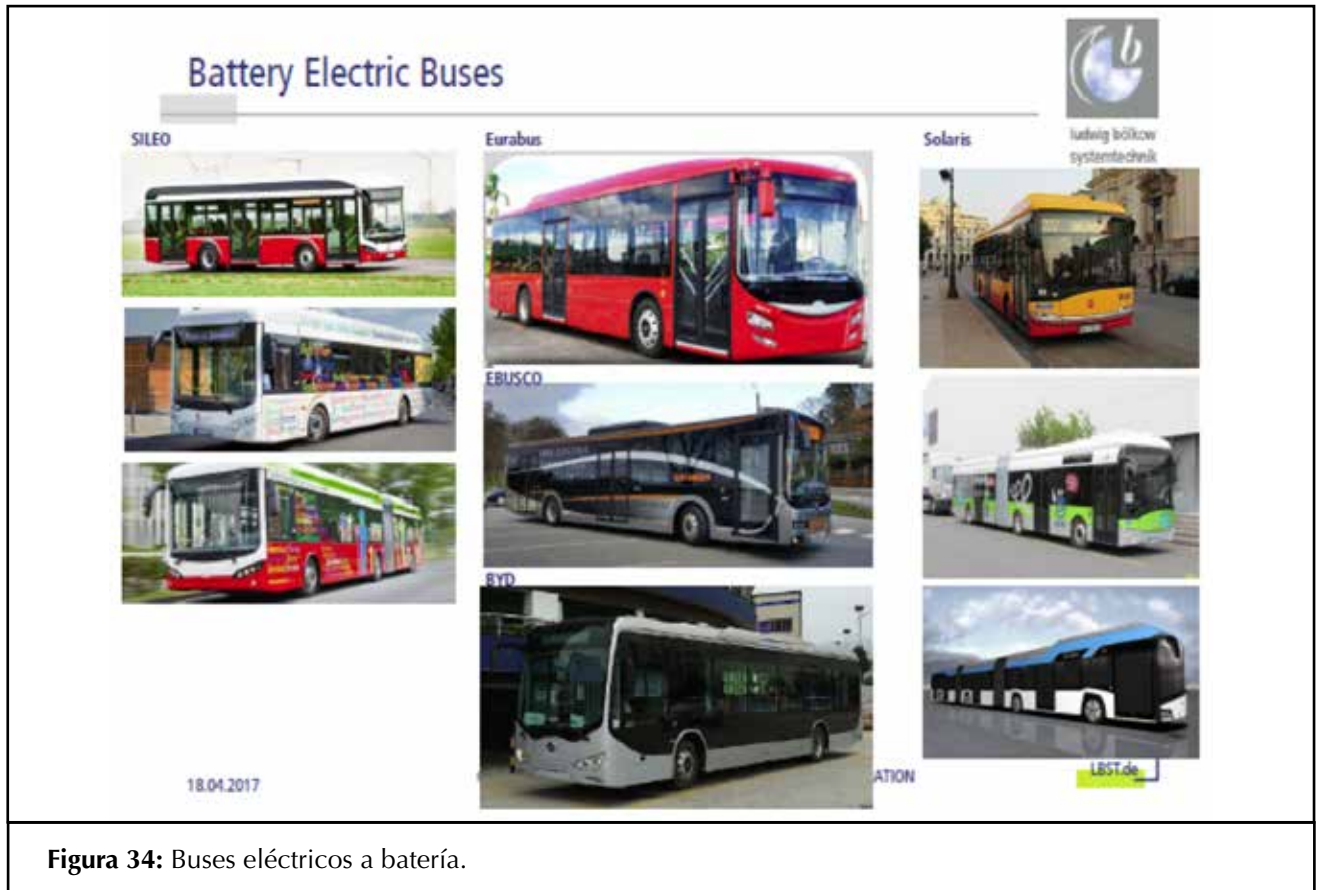 Battery Electric Buses
b
ludwig bölkow
systemtechnik
SILEO
Eurabus
Solaris
EBUSCO
BYD
18.04.2017
ATION
LBST.de
Figura 34: Buses eléctricos a batería.